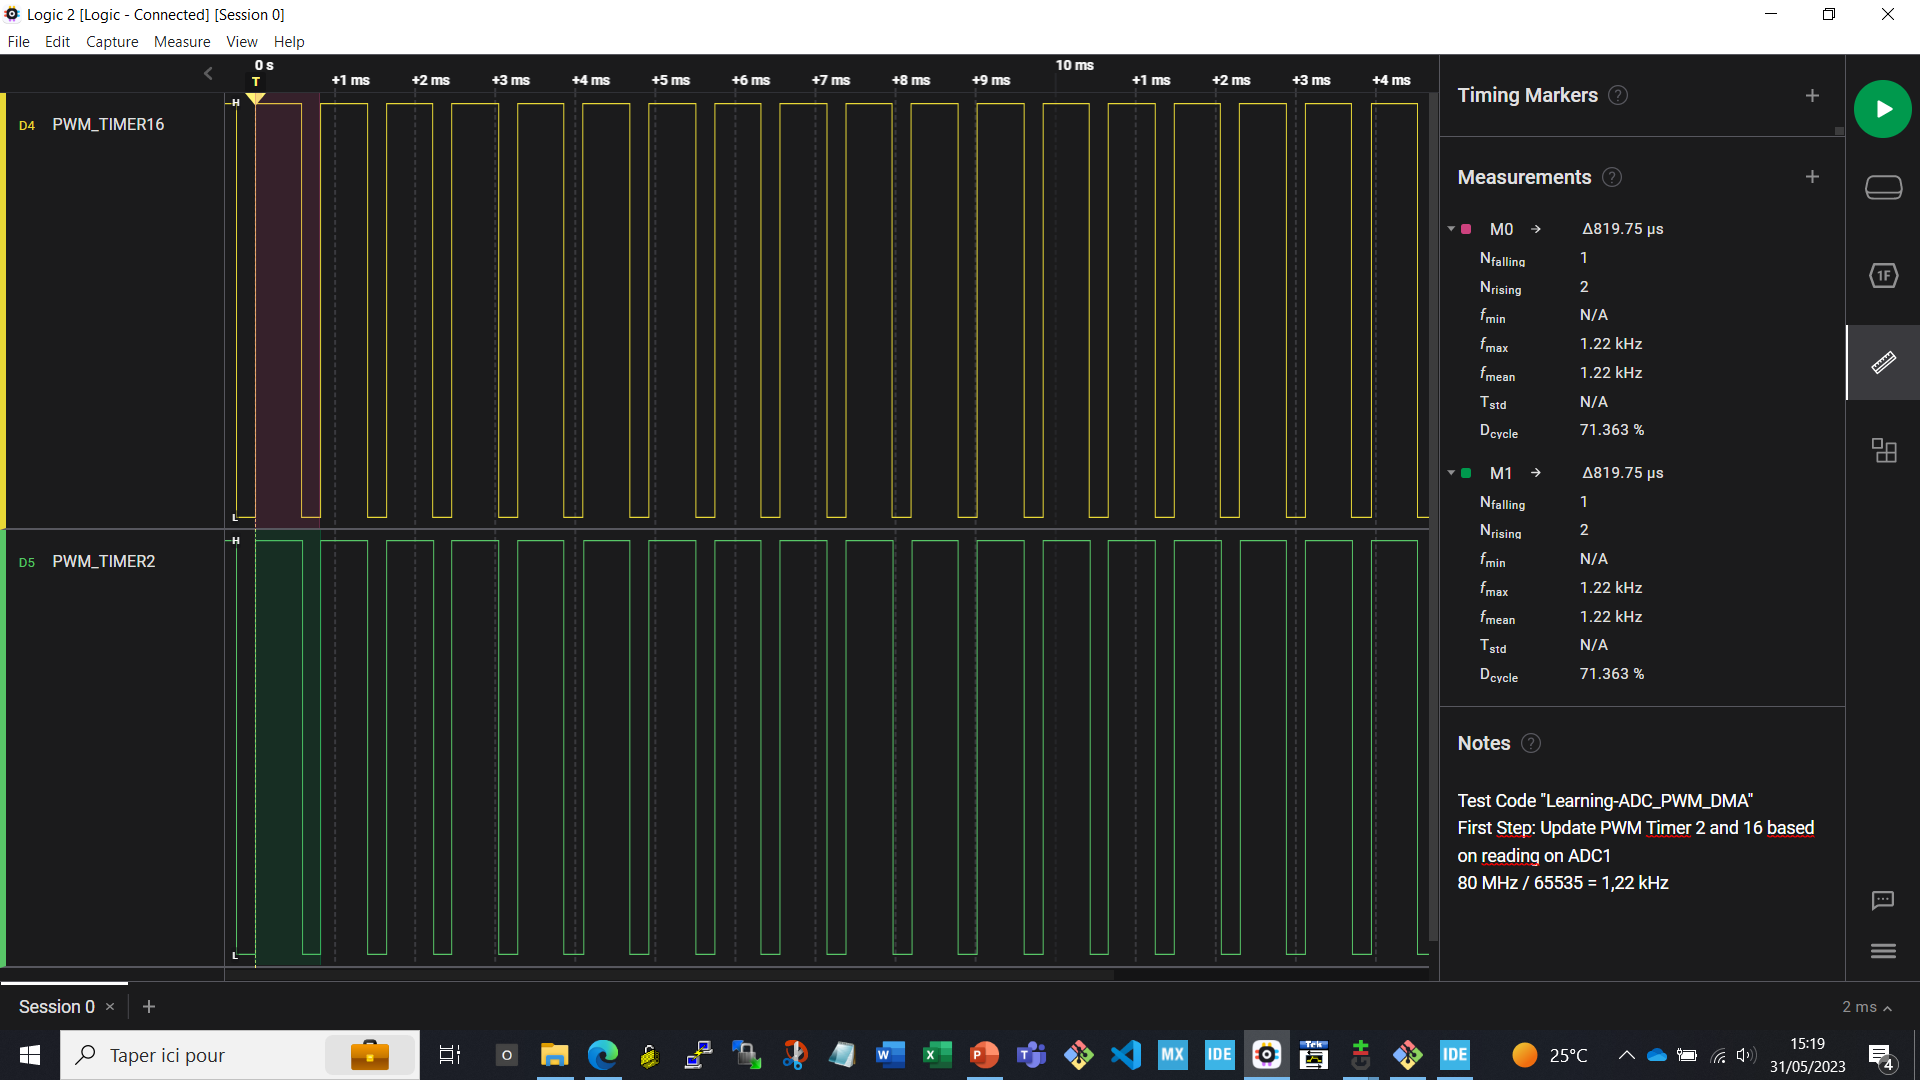 Logic 2 [Logic - Connected] [Session 0]
File Edit Capture Measure View Help
0 s
10 ms
T
+1 ms +2 ms +3 ms +4 ms +5 ms +6 ms +7 ms +8 ms +9 ms +1 ms +2 ms +3 ms +4 ms
H
D4 PWM_TIMER16
L
H
D5 PWM_TIMER2
L
Timing Markers ? +
Measurements ? +
M0 → Δ819.75 µs
Nfalling 1
Nrising 2
fmin N/A
fmax 1.22 kHz
fmean 1.22 kHz
Tstd N/A
Dcycle 71.363 %
M1 → Δ819.75 µs
Nfalling 1
Nrising 2
fmin N/A
fmax 1.22 kHz
fmean 1.22 kHz
Tstd N/A
Dcycle 71.363 %
Notes ?
Test Code "Learning-ADC_PWM_DMA"
First Step: Update PWM Timer 2 and 16 based
on reading on ADC1
80 MHz / 65535 = 1,22 kHz
1F
Session 0 × +
2 ms
Taper ici pour
W
X
P
T
MX
IDE
Tek
IDE
25°C
15:19
31/05/2023
4